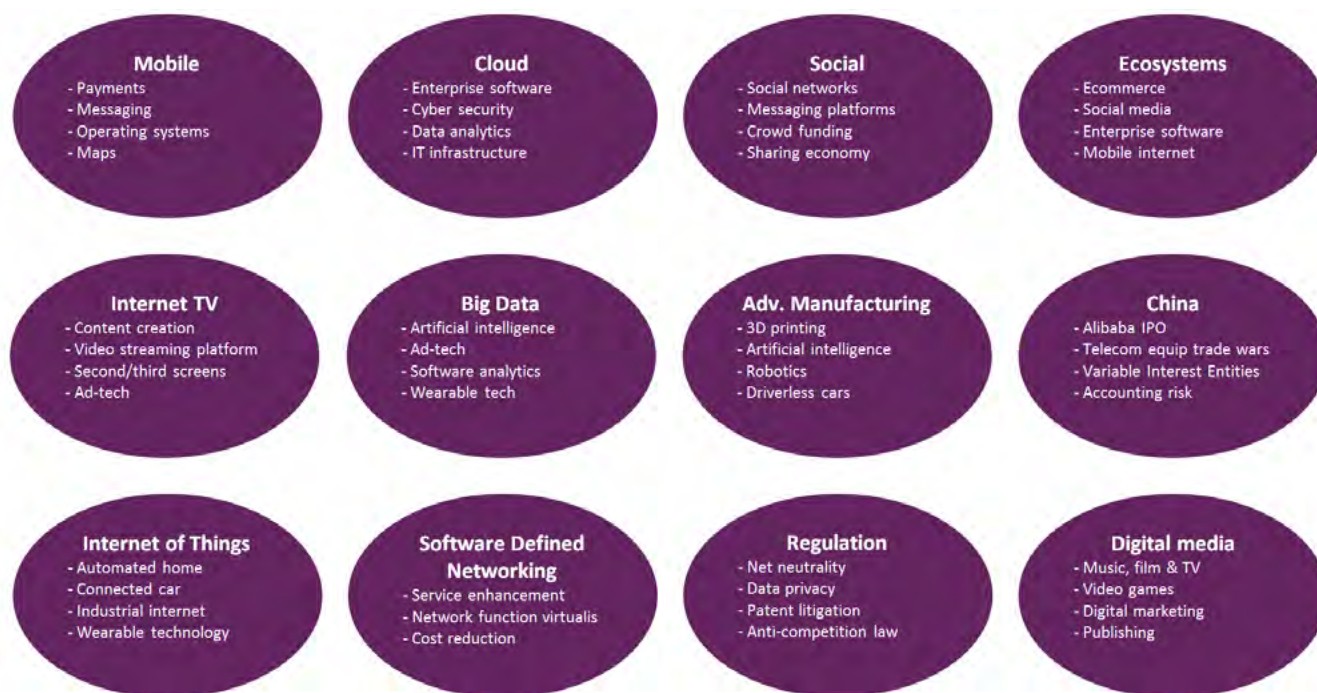 Mobile
- Payments
- Messaging
- Operating systems
- Maps
Cloud
- Enterprise software
- Cyber security
- Data analytics
- IT infrastructure
Social
- Social networks
- Messaging platforms
- Crowd funding
- Sharing economy
Ecosystems
- Ecommerce
- Social media
- Enterprise software
- Mobile internet
Internet TV
- Content creation
- Video streaming platform
- Second/third screens
- Ad-tech
Big Data
- Artificial intelligence
- Ad-tech
- Software analytics
- Wearable tech
Adv. Manufacturing
- 3D printing
- Artificial intelligence
- Robotics
- Driverless cars
China
- Alibaba IPO
- Telecom equip trade wars
- Variable Interest Entities
- Accounting risk
Internet of Things
- Automated home
- Connected car
- Industrial internet
- Wearable technology
Software Defined
Networking
- Service enhancement
- Network function virtualis
- Cost reduction
Regulation
- Net neutrality
- Data privacy
- Patent litigation
- Anti-competition law
Digital media
- Music, film & TV
- Video games
- Digital marketing
- Publishing